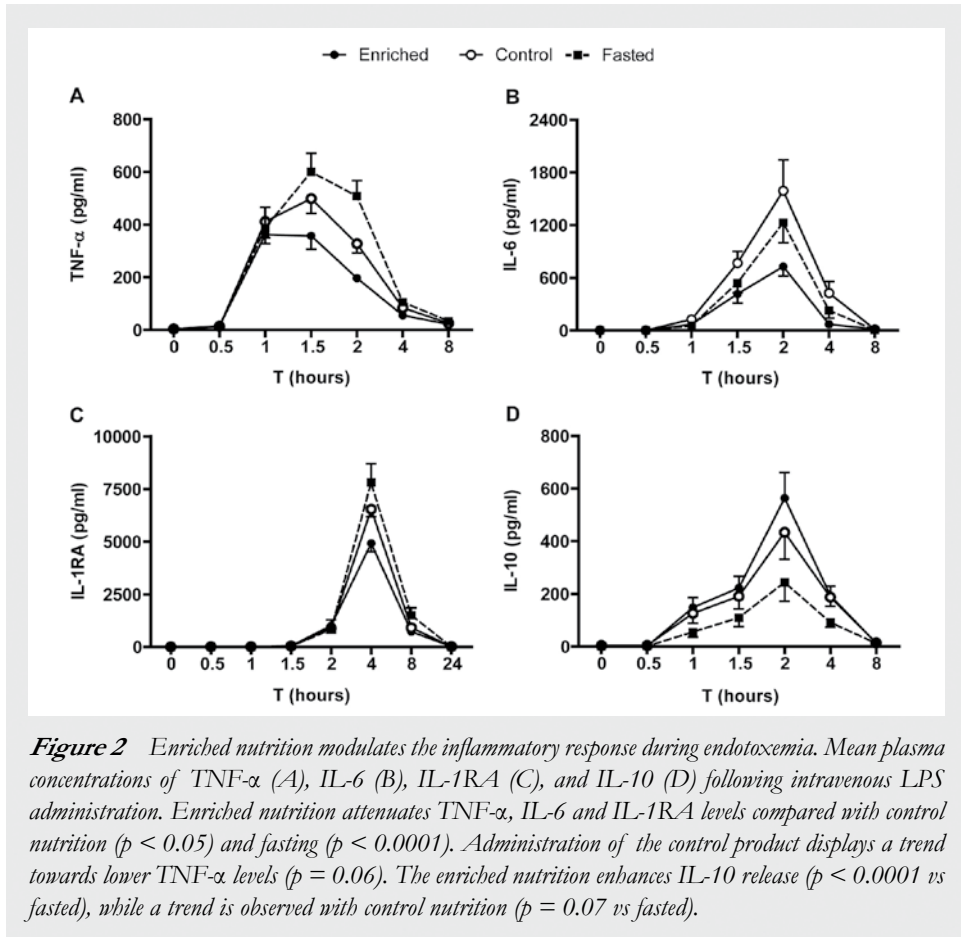 Enriched Control Fasted
A
800
600
400
200
0
TNF-α (pg/ml)
0 0.5 1 1.5 2 4 8
T (hours)
B
2400
1800
1200
600
0
IL-6 (pg/ml)
0 0.5 1 1.5 2 4 8
T (hours)
C
10000
7500
5000
2500
0
IL-1RA (pg/ml)
0 0.5 1 1.5 2 4 8 24
T (hours)
D
800
600
400
200
0
IL-10 (pg/ml)
0 0.5 1 1.5 2 4 8
T (hours)
Figure 2 Enriched nutrition modulates the inflammatory response during endotoxemia. Mean plasma
concentrations of TNF-α (A), IL-6 (B), IL-1RA (C), and IL-10 (D) following intravenous LPS
administration. Enriched nutrition attenuates TNF-α, IL-6 and IL-1RA levels compared with control
nutrition (p < 0.05) and fasting (p < 0.0001). Administration of the control product displays a trend
towards lower TNF-α levels (p = 0.06). The enriched nutrition enhances IL-10 release (p < 0.0001 vs
fasted), while a trend is observed with control nutrition (p = 0.07 vs fasted).